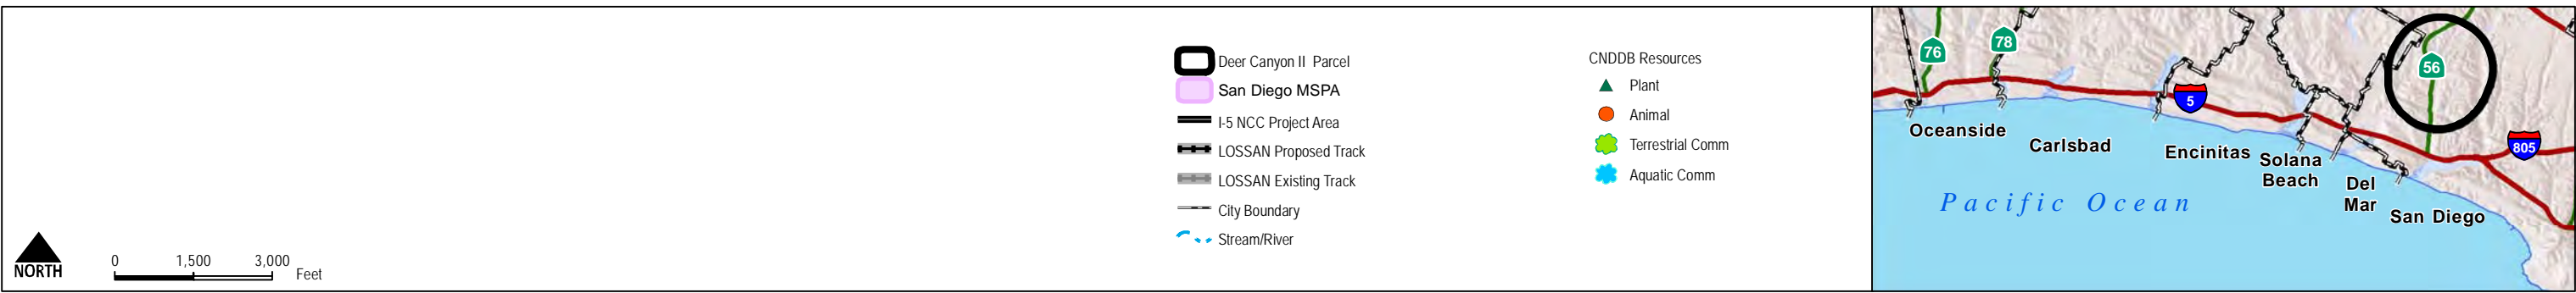 NORTH
0 1,500 3,000
Feet
Deer Canyon II Parcel
San Diego MSPA
I-5 NCC Project Area
LOSSAN Proposed Track
LOSSAN Existing Track
City Boundary
Stream/River
CNDDB Resources
Plant
Animal
Terrestrial Comm
Aquatic Comm
76
78
56
5
805
Oceanside
Carlsbad
Encinitas
Solana
Beach
Del
Mar
San Diego
Pacific Ocean